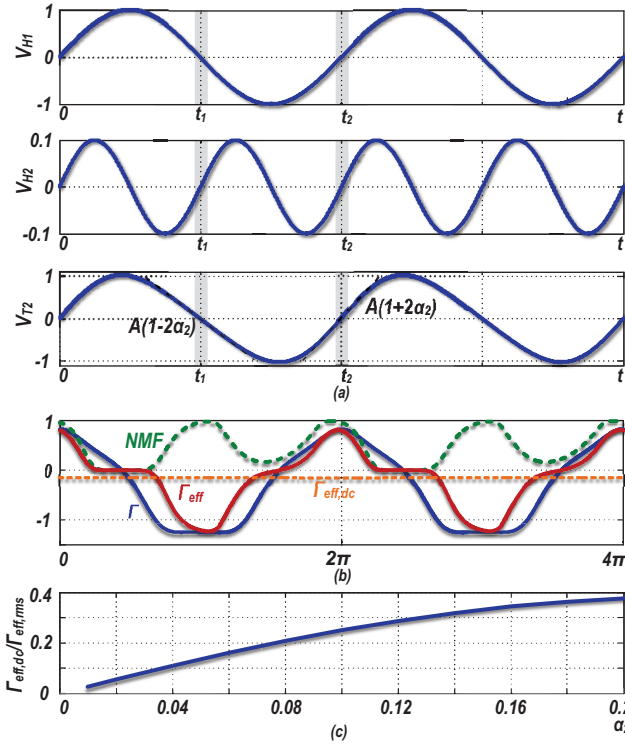 1
V_H1
0
-1
0 t_1 t_2 t
0.1
V_H2
0
-0.1
0 t_1 t_2 t
1
V_T2
0
A(1-2α_2) A(1+2α_2)
-1
0 t_1 t_2 t
(a)
1
NMF
0
Γ_eff Γ_eff,dc
Γ
-1
0 2π 4π
(b)
0.4
Γ_eff,dc/Γ_eff,rms
0.2
0
0 0.04 0.08 0.12 0.16 0.2
(c)